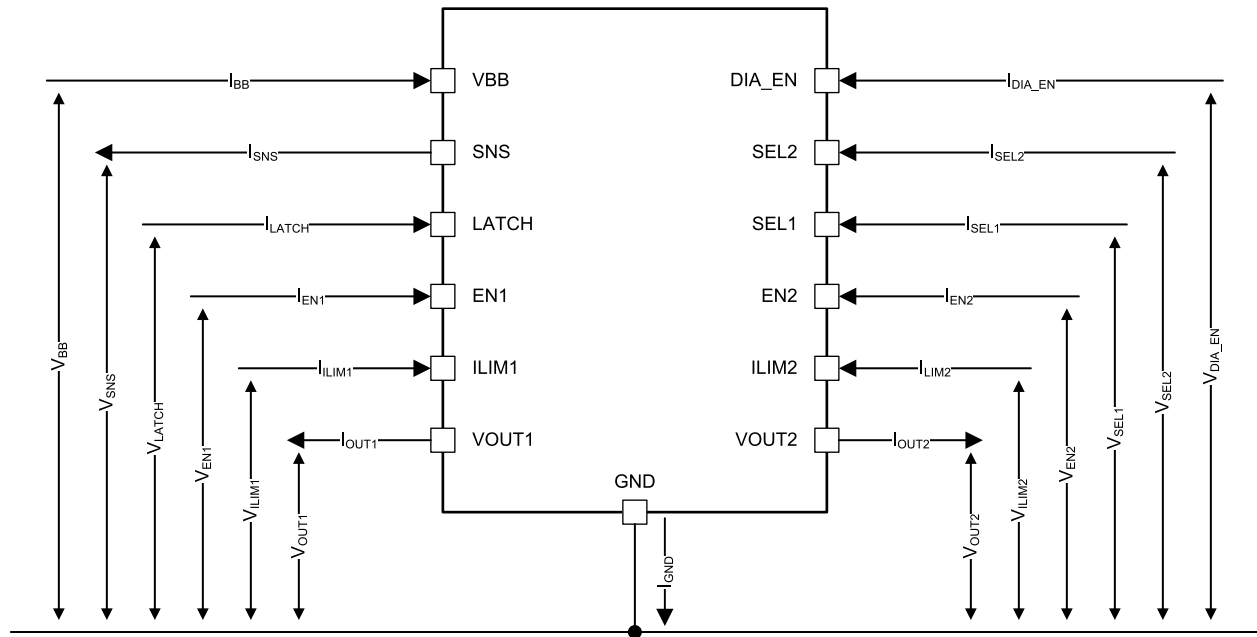 I_BB VBB DIA_EN I_DIA_EN
I_SNS SNS SEL2 I_SEL2
I_LATCH LATCH SEL1 I_SEL1
I_EN1 EN1 EN2 I_EN2
I_ILIM1 ILIM1 ILIM2 I_LIM2
I_OUT1 VOUT1 VOUT2 I_OUT2
GND
V_BB
V_SNS
V_LATCH
V_EN1
V_ILIM1
V_OUT1
I_GND
V_OUT2
V_ILIM2
V_EN2
V_SEL1
V_SEL2
V_DIA_EN